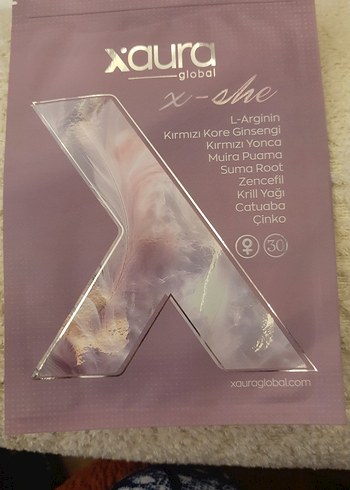 xaura
global
x-she
L-Arginin
Kırmızı Kore Ginsengi
Kırmızı Yonca
Muira Puama
Suma Root
Zencefil
Krill Yağı
Catuaba
Çinko
30
xauraglobal.com